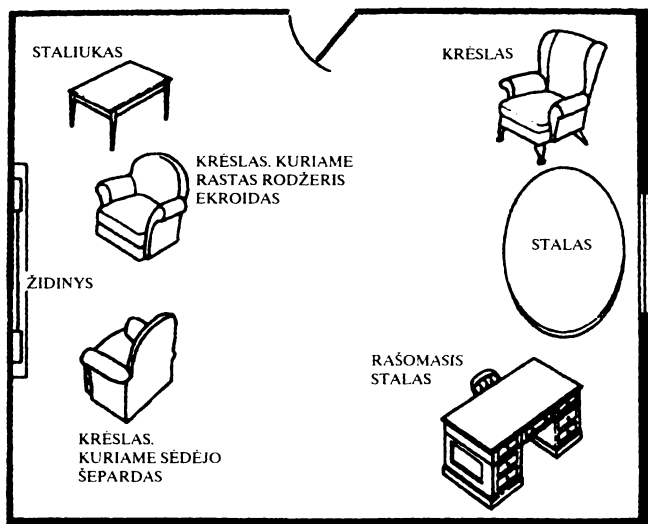 STALIUKAS
KRĖSLAS
KRĖSLAS. KURIAME
RASTAS RODŽERIS
EKROIDAS
STALAS
ŽIDINYS
RAŠOMASIS
STALAS
KRĖSLAS.
KURIAME SĖDĖJO
ŠEPARDAS